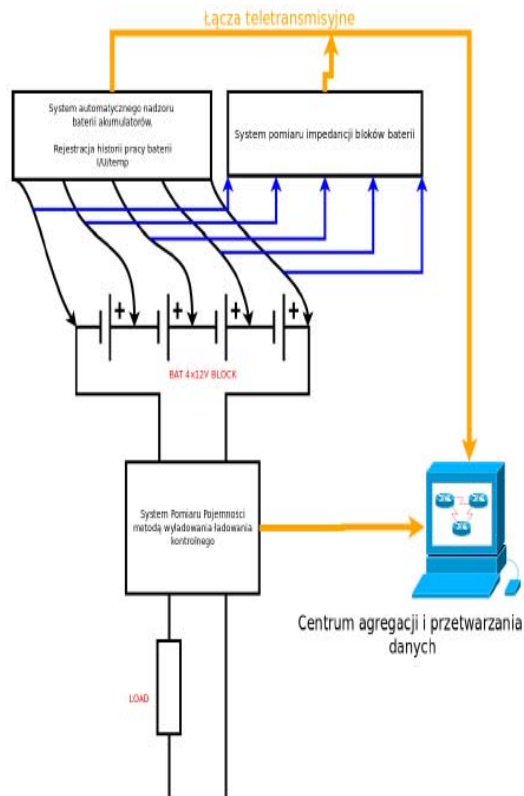 Łącza teletransmisyjne
System automatycznego nadzoru
baterii akumulatorów.
Rejestracja historii pracy baterii
I/U/temp
System pomiaru impedancji bloków baterii
+
+
+
+
BAT 4x12V BLOCK
System Pomiaru Pojemności
metodą wyładowania ładowania
kontrolnego
Centrum agregacji i przetwarzania
danych
LOAD